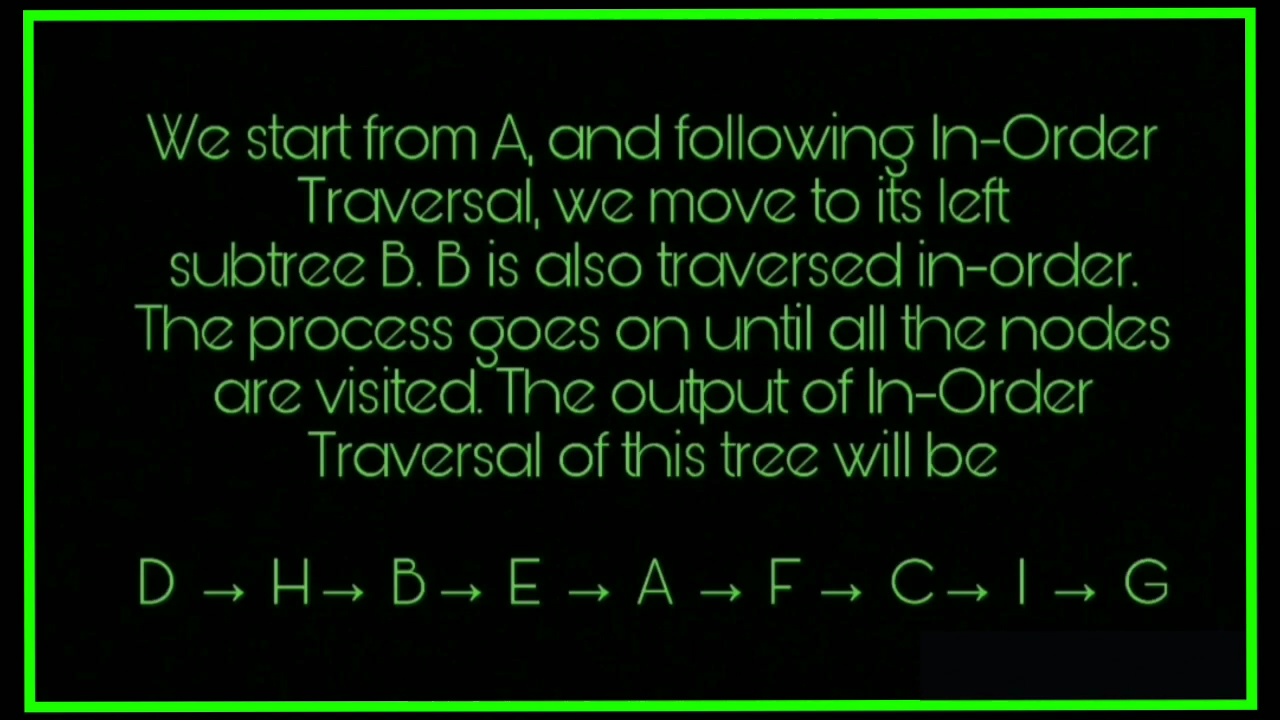 We start from A, and following In-Order
Traversal, we move to its left
subtree B. B is also traversed in-order.
The process goes on until all the nodes
are visited. The output of In-Order
Traversal of this tree will be
D → H → B → E → A → F → C → I → G